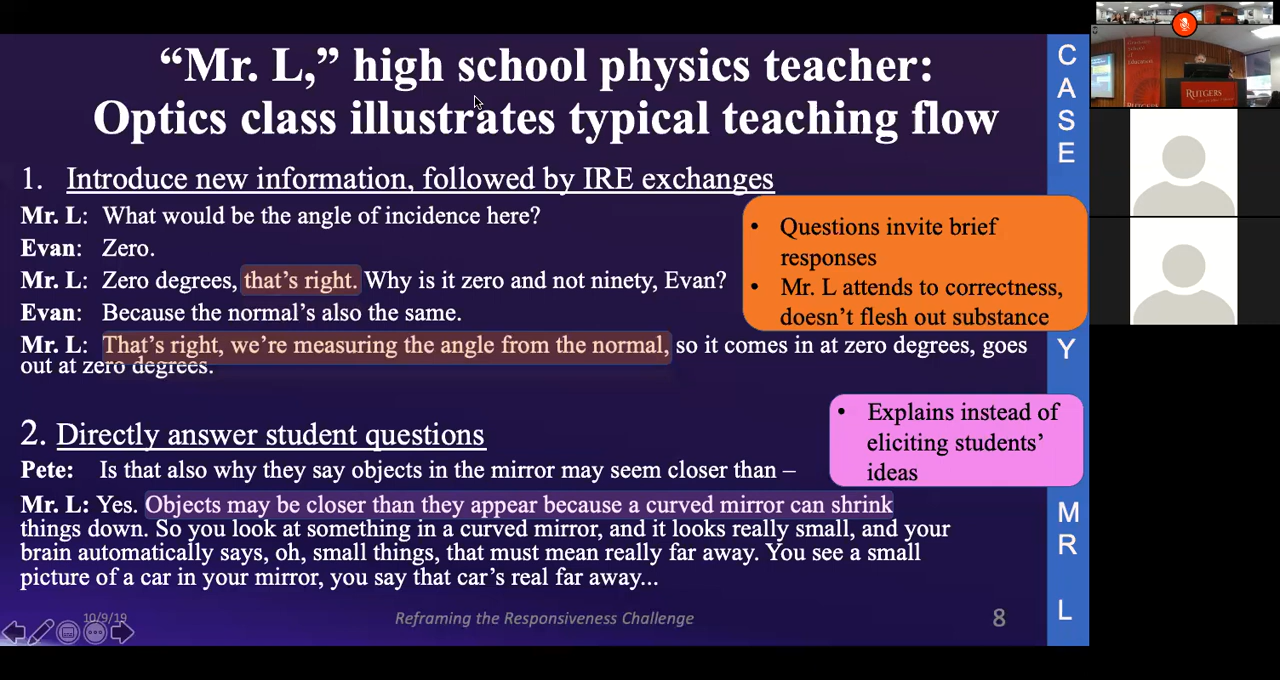 “Mr. L,” high school physics teacher:
Optics class illustrates typical teaching flow
1. Introduce new information, followed by IRE exchanges
Mr. L: What would be the angle of incidence here?
Evan: Zero.
Mr. L: Zero degrees, that’s right. Why is it zero and not ninety, Evan?
Evan: Because the normal’s also the same.
Mr. L: That’s right, we’re measuring the angle from the normal, so it comes in at zero degrees, goes
out at zero degrees.
• Questions invite brief
responses
• Mr. L attends to correctness,
doesn’t flesh out substance
2. Directly answer student questions
Pete: Is that also why they say objects in the mirror may seem closer than –
Mr. L: Yes. Objects may be closer than they appear because a curved mirror can shrink
things down. So you look at something in a curved mirror, and it looks really small, and your
brain automatically says, oh, small things, that must mean really far away. You see a small
picture of a car in your mirror, you say that car’s real far away...
• Explains instead of
eliciting students’
ideas
10/9/19
Reframing the Responsiveness Challenge
8
C
A
S
E
Y
M
R
L
RUTGERS